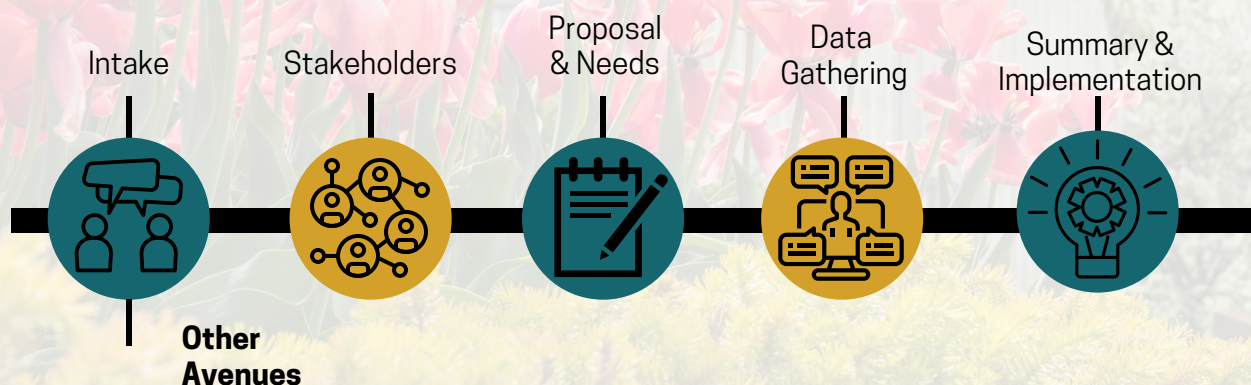 Intake
Stakeholders
Proposal
& Needs
Data
Gathering
Summary &
Implementation
Other
Avenues